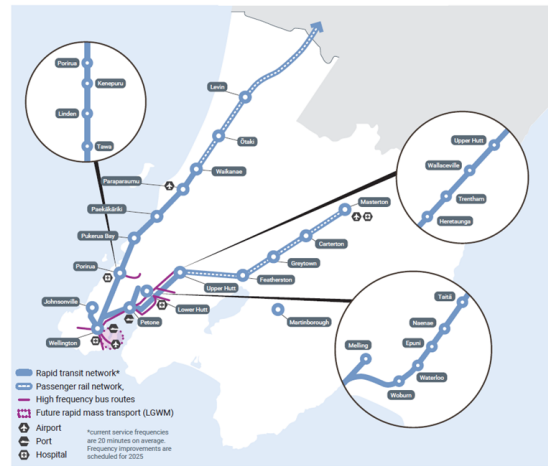 Porirua
Kenepuru
Linden
Tawa
Levin
Ōtaki
Waikanae
Paraparaumu
Paekākāriki
Pukerua Bay
Porirua
Johnsonville
Wellington
Petone
Lower Hutt
Upper Hutt
Featherston
Greytown
Carterton
Masterton
Martinborough
Upper Hutt
Wallaceville
Trentham
Heretaunga
Taitā
Naenae
Epuni
Melling
Waterloo
Woburn
Rapid transit network*
Passenger rail network,
High frequency bus routes
Future rapid mass transport (LGWM)
Airport
Port
Hospital
*current service frequencies
are 20 minutes on average.
Frequency improvements are
scheduled for 2025